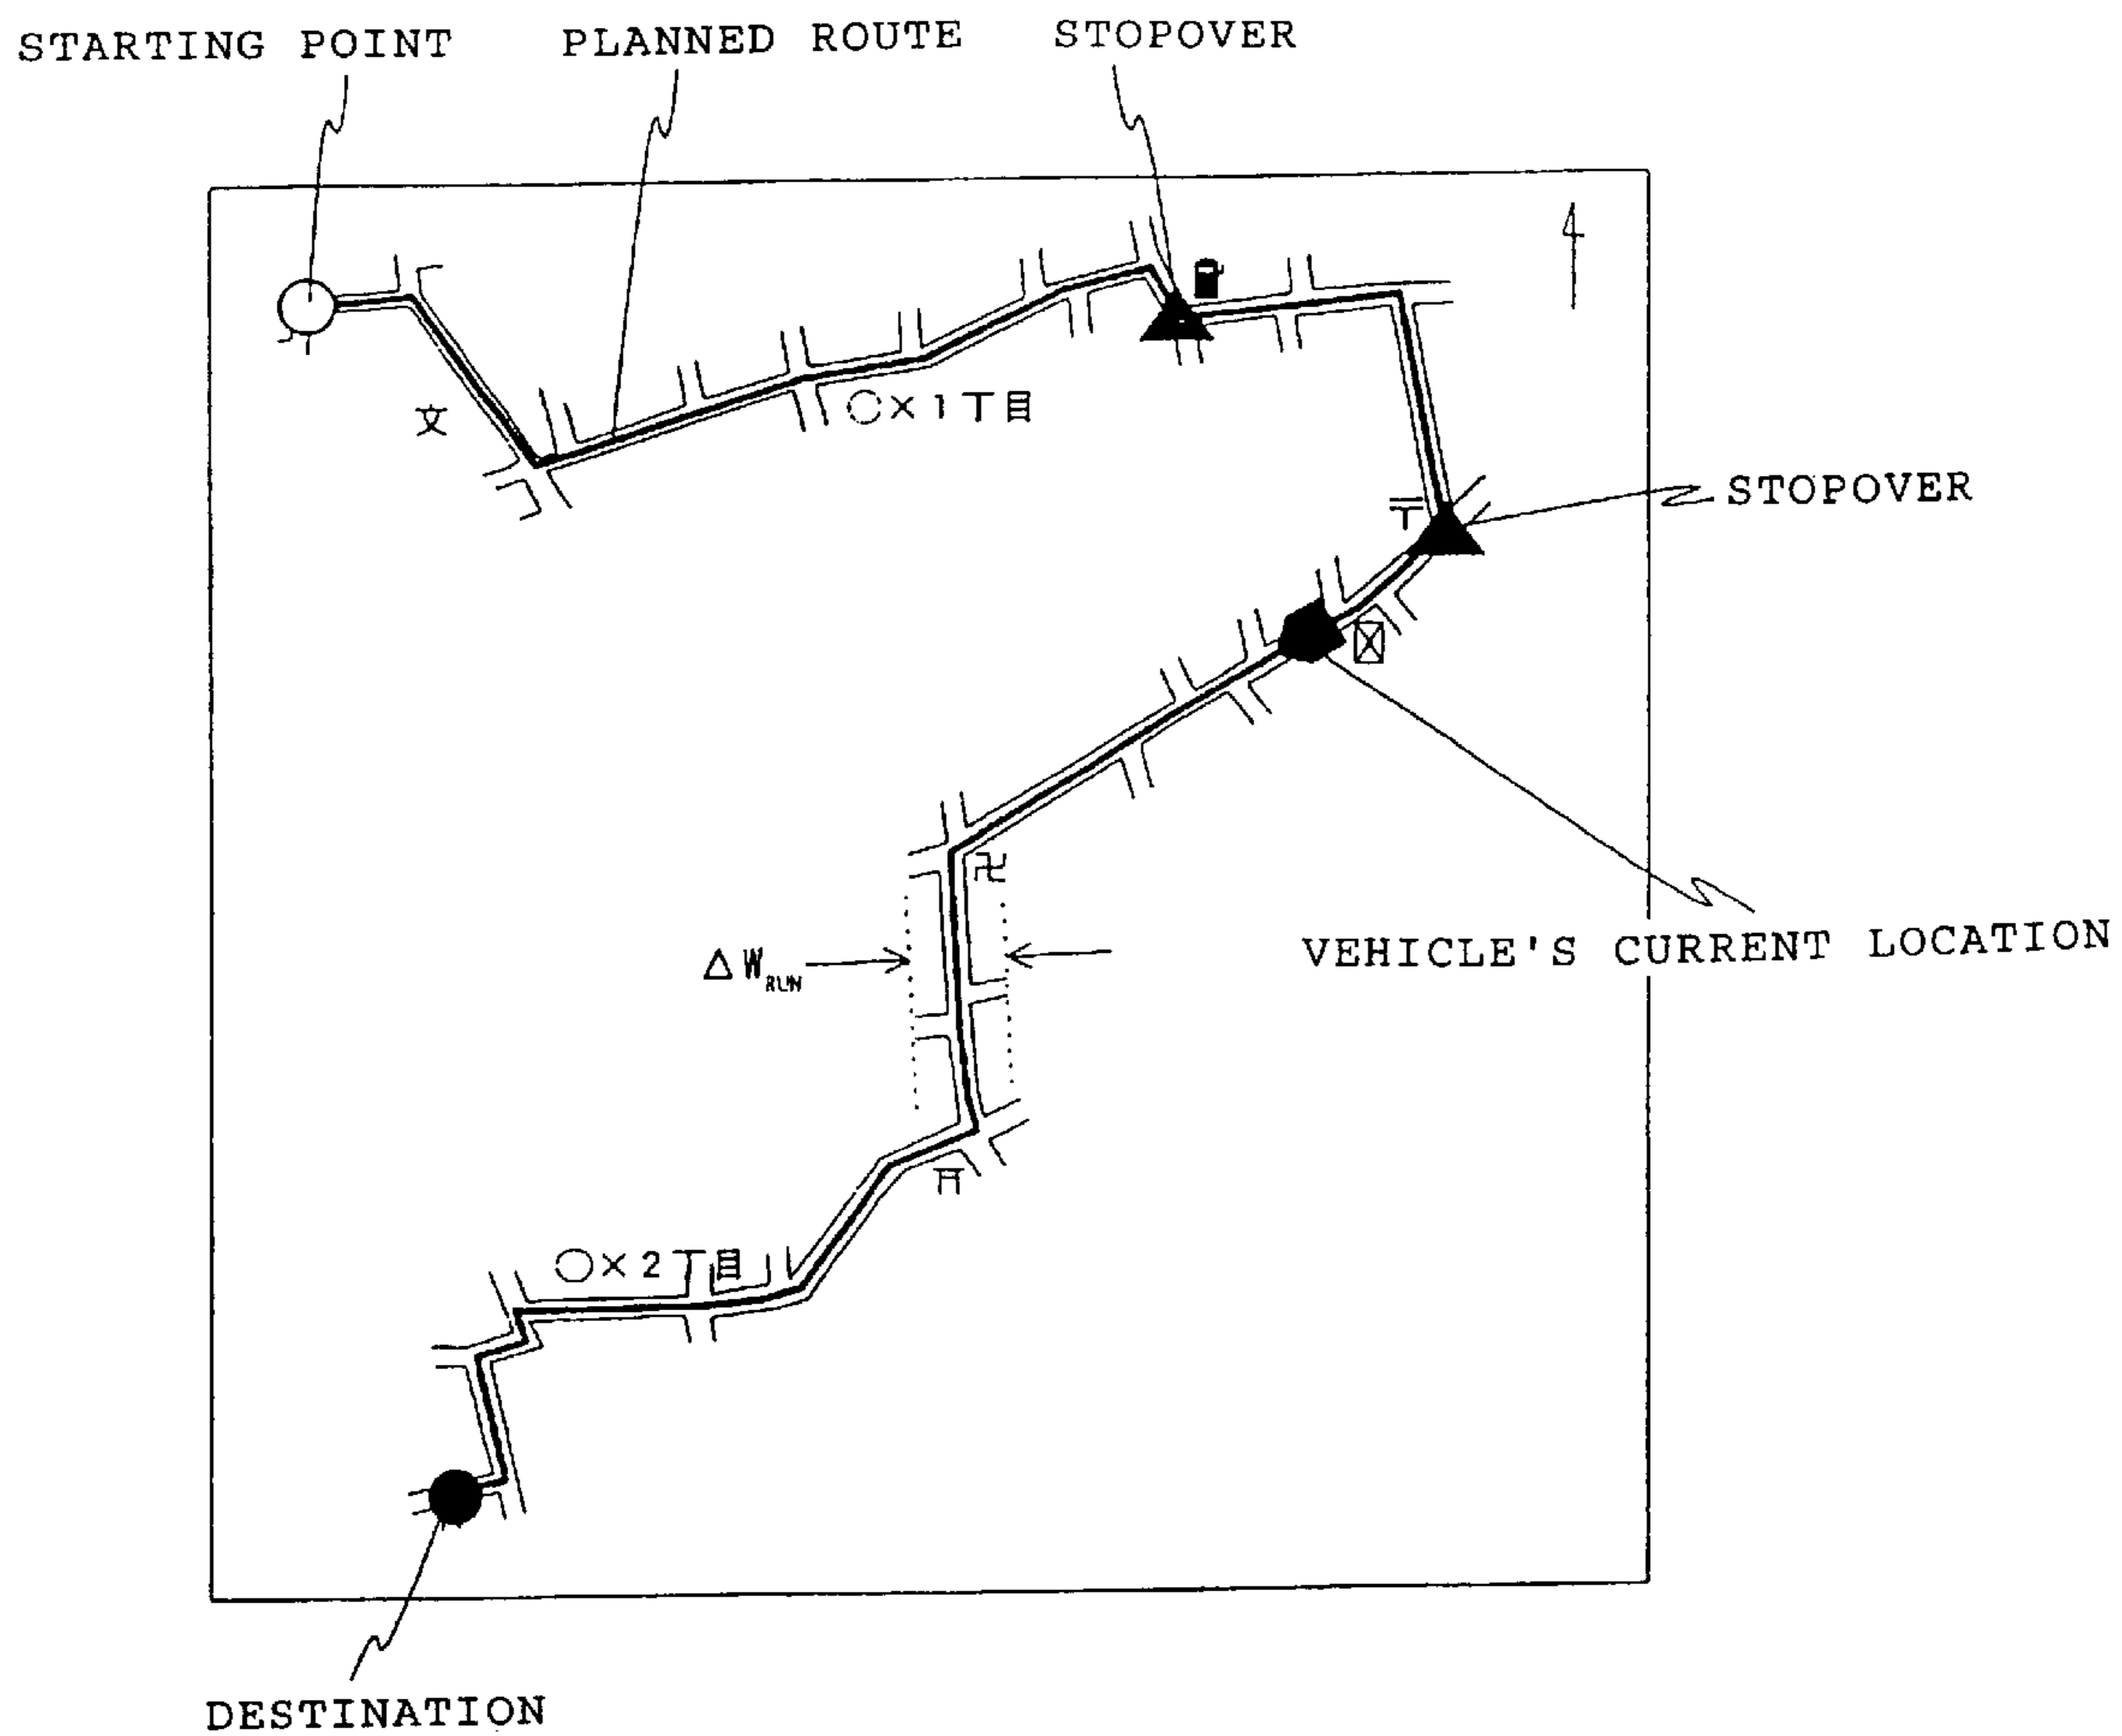 STARTING POINT
PLANNED ROUTE
STOPOVER
文
○×1丁目
〒
STOPOVER
卍
ΔW_RUN
VEHICLE'S CURRENT LOCATION
○×2丁目
DESTINATION